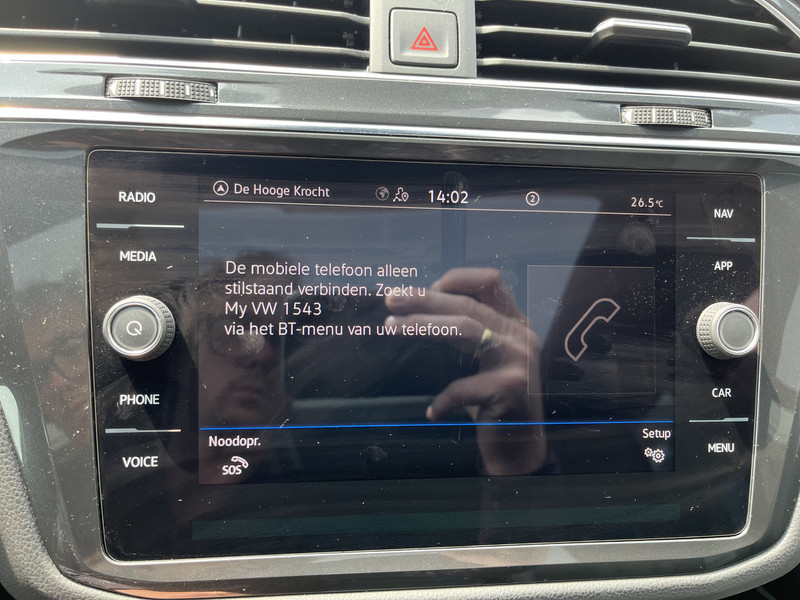 RADIO
MEDIA
PHONE
VOICE
De Hooge Krocht
14:02
2
26.5°C
De mobiele telefoon alleen
stilstaand verbinden. Zoekt u
My VW 1543
via het BT-menu van uw telefoon.
Noodopr.
SOS
Setup
NAV
APP
CAR
MENU